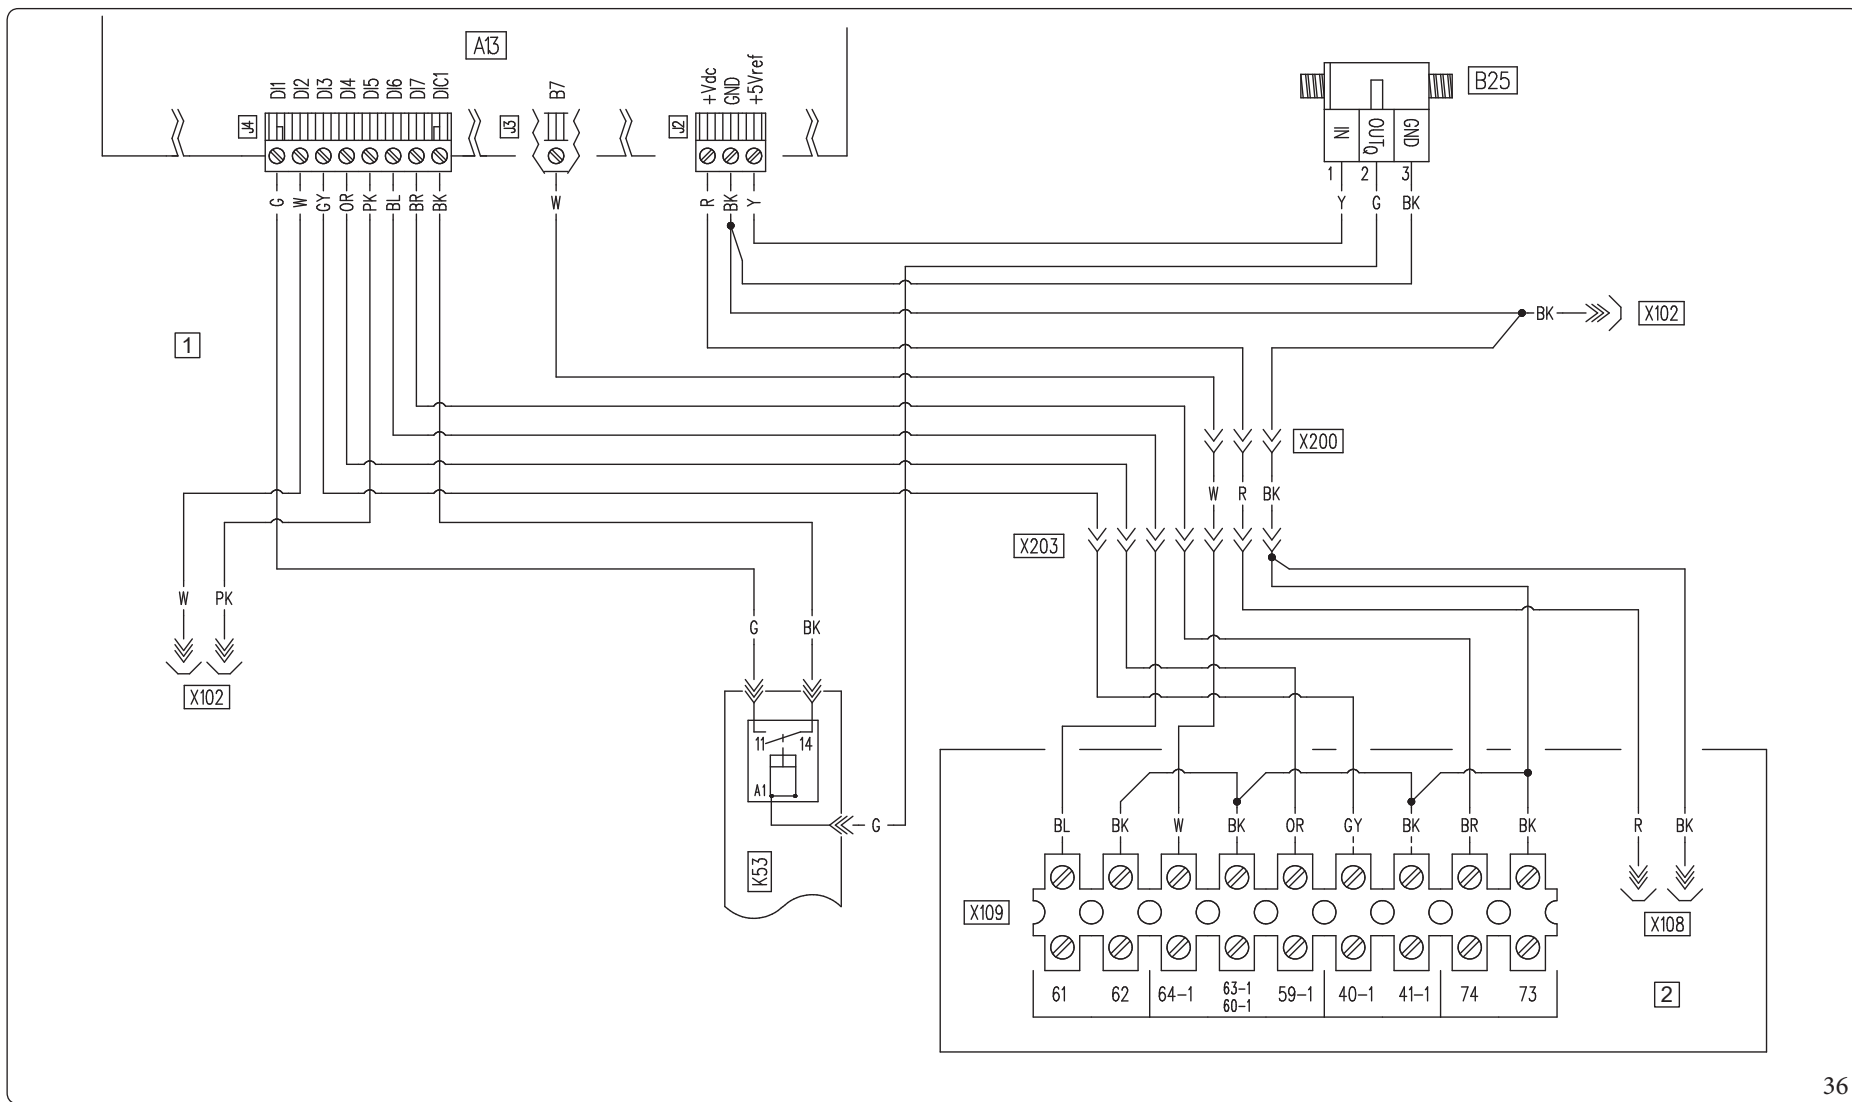 A13
B25
DI1 DI2 DI3 DI4 DI5 DI6 DI7 DIC1
B7
+Vdc GND +5Vref
J4
J3
J2
IN OUTQ GND
1 2 3
G W GY OR PK BL BR BK
W
R BK Y
Y G BK
BK
X102
1
X200
W R BK
X203
W PK
X102
G BK
11 14
A1
G
K53
BL BK W BK OR GY BK BR BK R BK
X109
X108
61 62 64-1 63-1 59-1 40-1 41-1 74 73
60-1
2
36